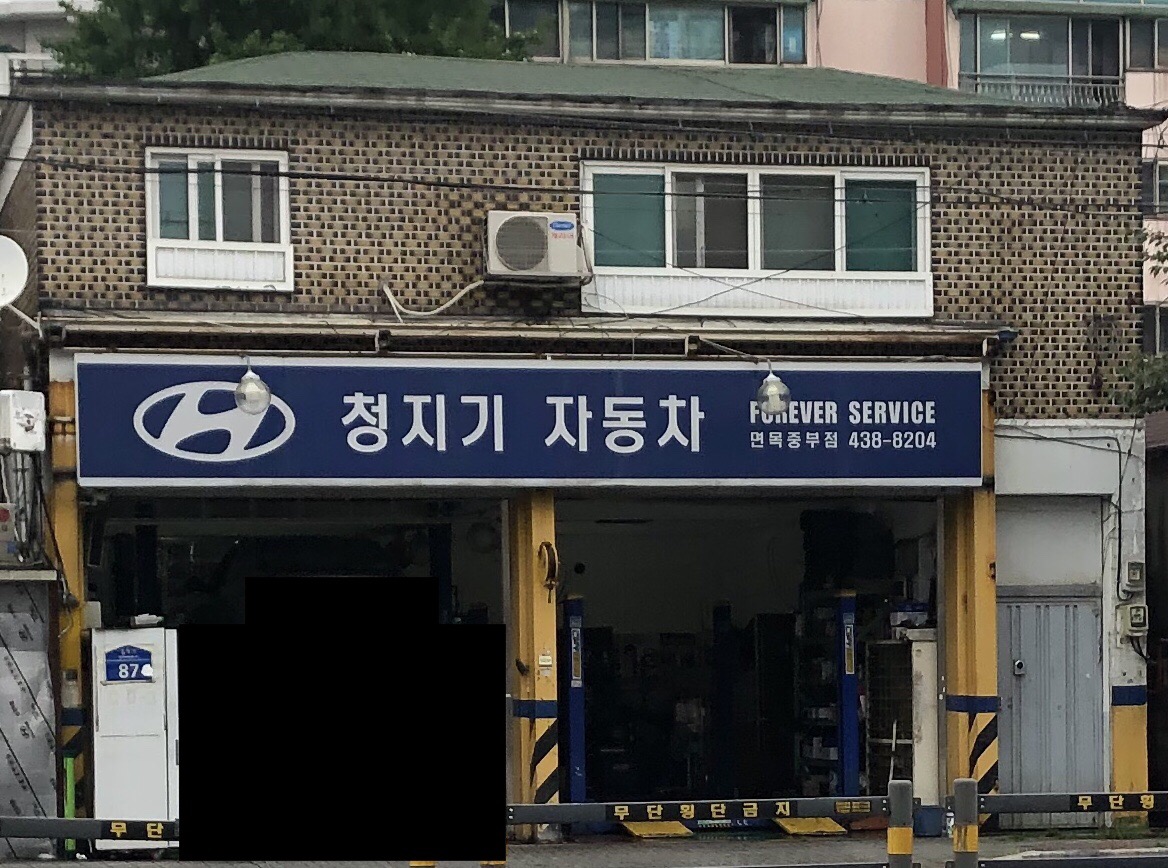 청지기 자동차
FOREVER SERVICE
면목중부점 438-8204
87
무단횡단금지
무단
무단횡